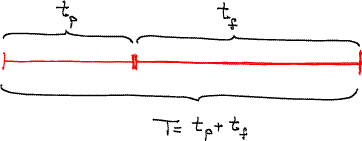 t_p t_f
T = t_p + t_f